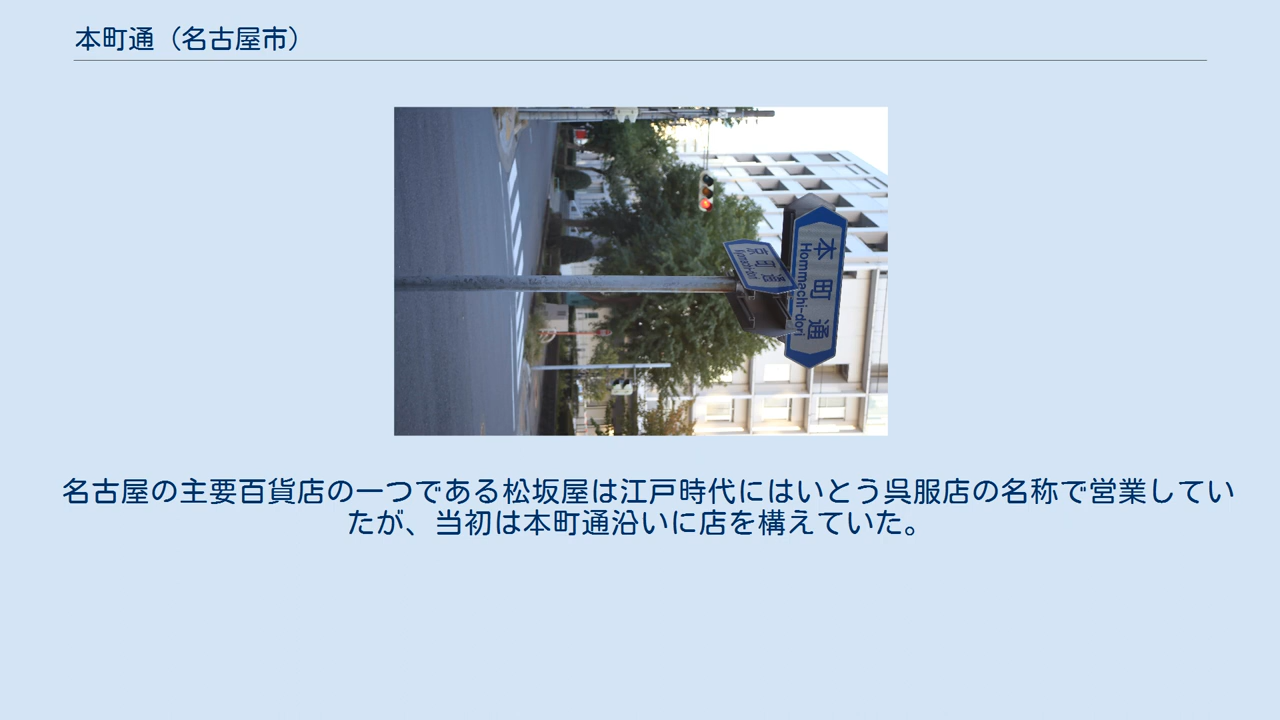 本町通（名古屋市）
本町通
Hommachi-dori
京町通
名古屋の主要百貨店の一つである松坂屋は江戸時代にはいとう呉服店の名称で営業してい
たが、当初は本町通沿いに店を構えていた。